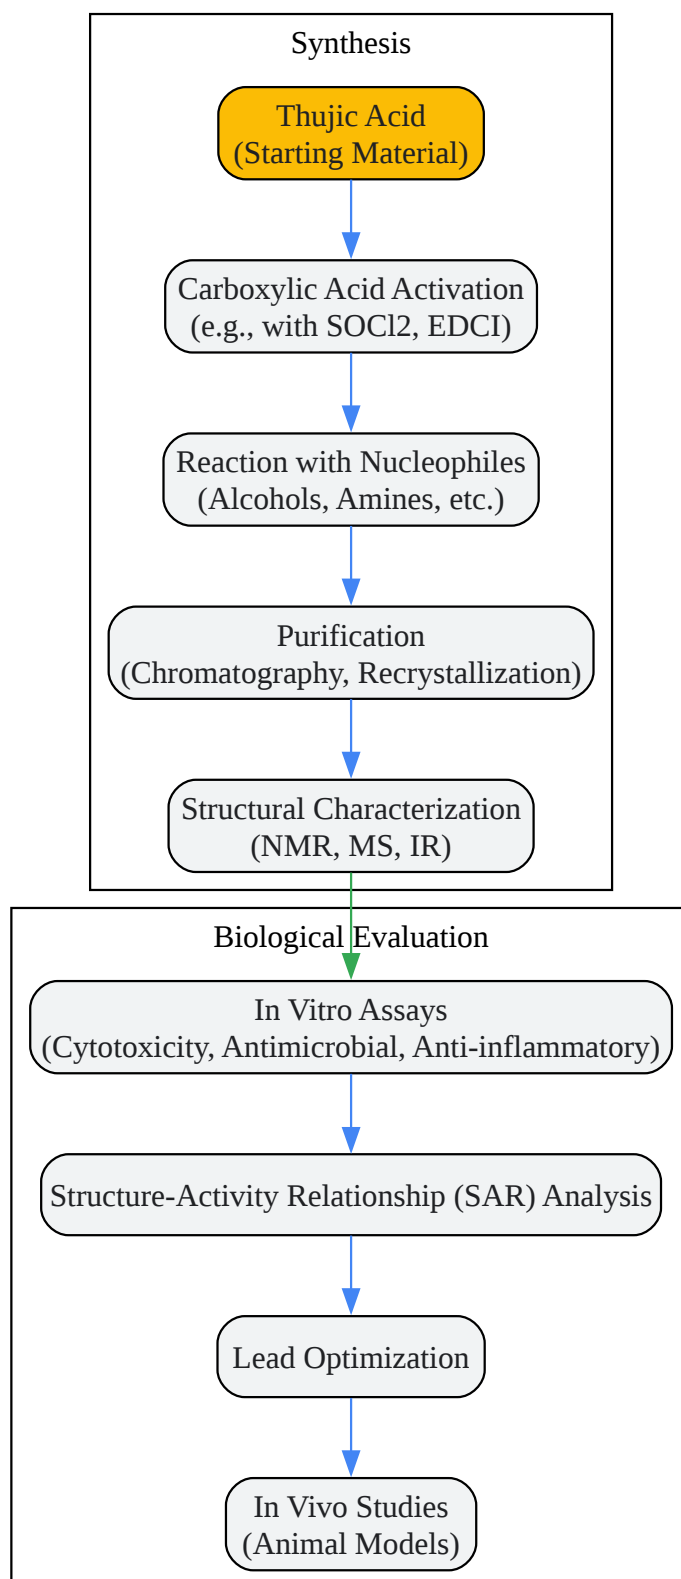 Synthesis
Thujic Acid
(Starting Material)
Carboxylic Acid Activation
(e.g., with SOCl2, EDCI)
Reaction with Nucleophiles
(Alcohols, Amines, etc.)
Purification
(Chromatography, Recrystallization)
Structural Characterization
(NMR, MS, IR)
Biological Evaluation
In Vitro Assays
(Cytotoxicity, Antimicrobial, Anti-inflammatory)
Structure-Activity Relationship (SAR) Analysis
Lead Optimization
In Vivo Studies
(Animal Models)